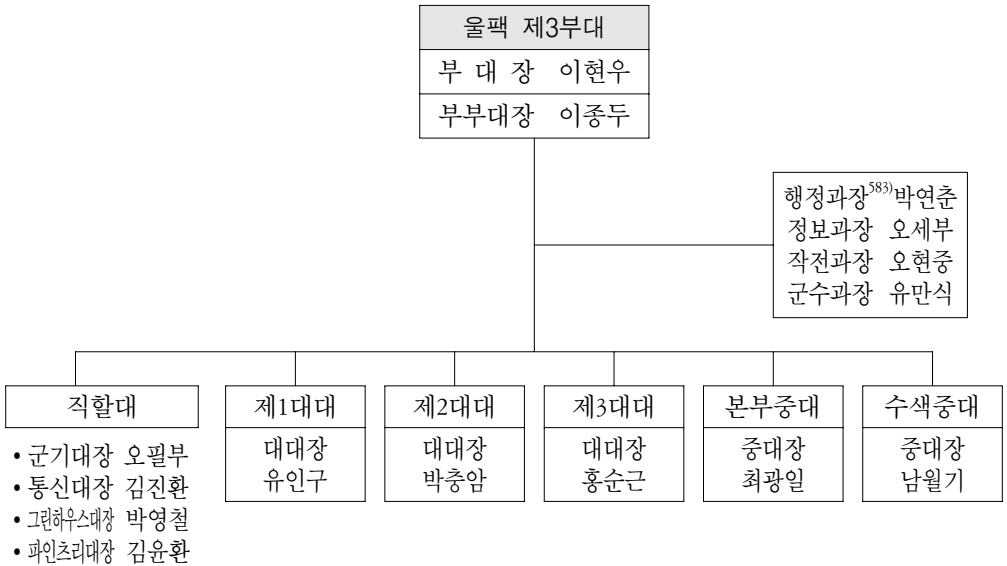 울팩 제3부대
부 대 장 이현우
부부대장 이종두
행정과장583)박연춘
정보과장 오세부
작전과장 오현중
군수과장 유만식
직할대
• 군기대장 오필부
• 통신대장 김진환
• 그린하우스대장 박영철
• 파인츠리대장 김윤환
제1대대
대대장
유인구
제2대대
대대장
박충암
제3대대
대대장
홍순근
본부중대
중대장
최광일
수색중대
중대장
남월기